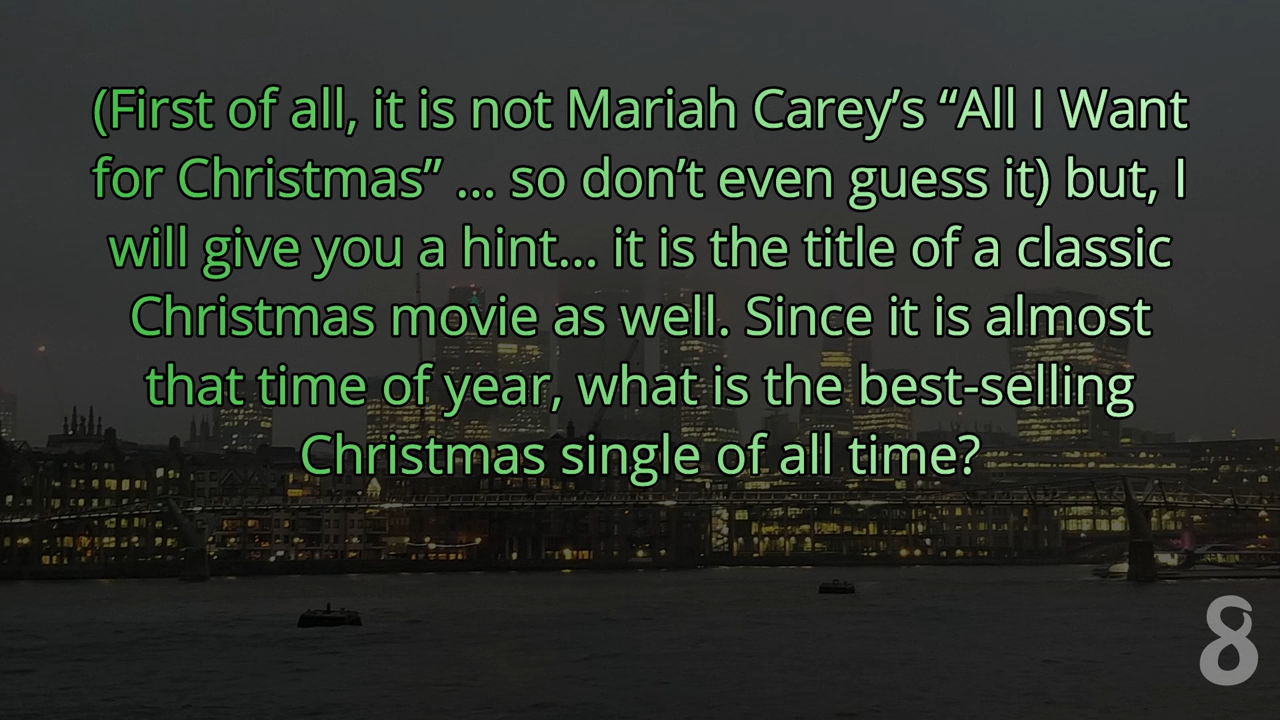 (First of all, it is not Mariah Carey’s “All I Want
for Christmas” ... so don’t even guess it) but, I
will give you a hint... it is the title of a classic
Christmas movie as well. Since it is almost
that time of year, what is the best-selling
Christmas single of all time?
8